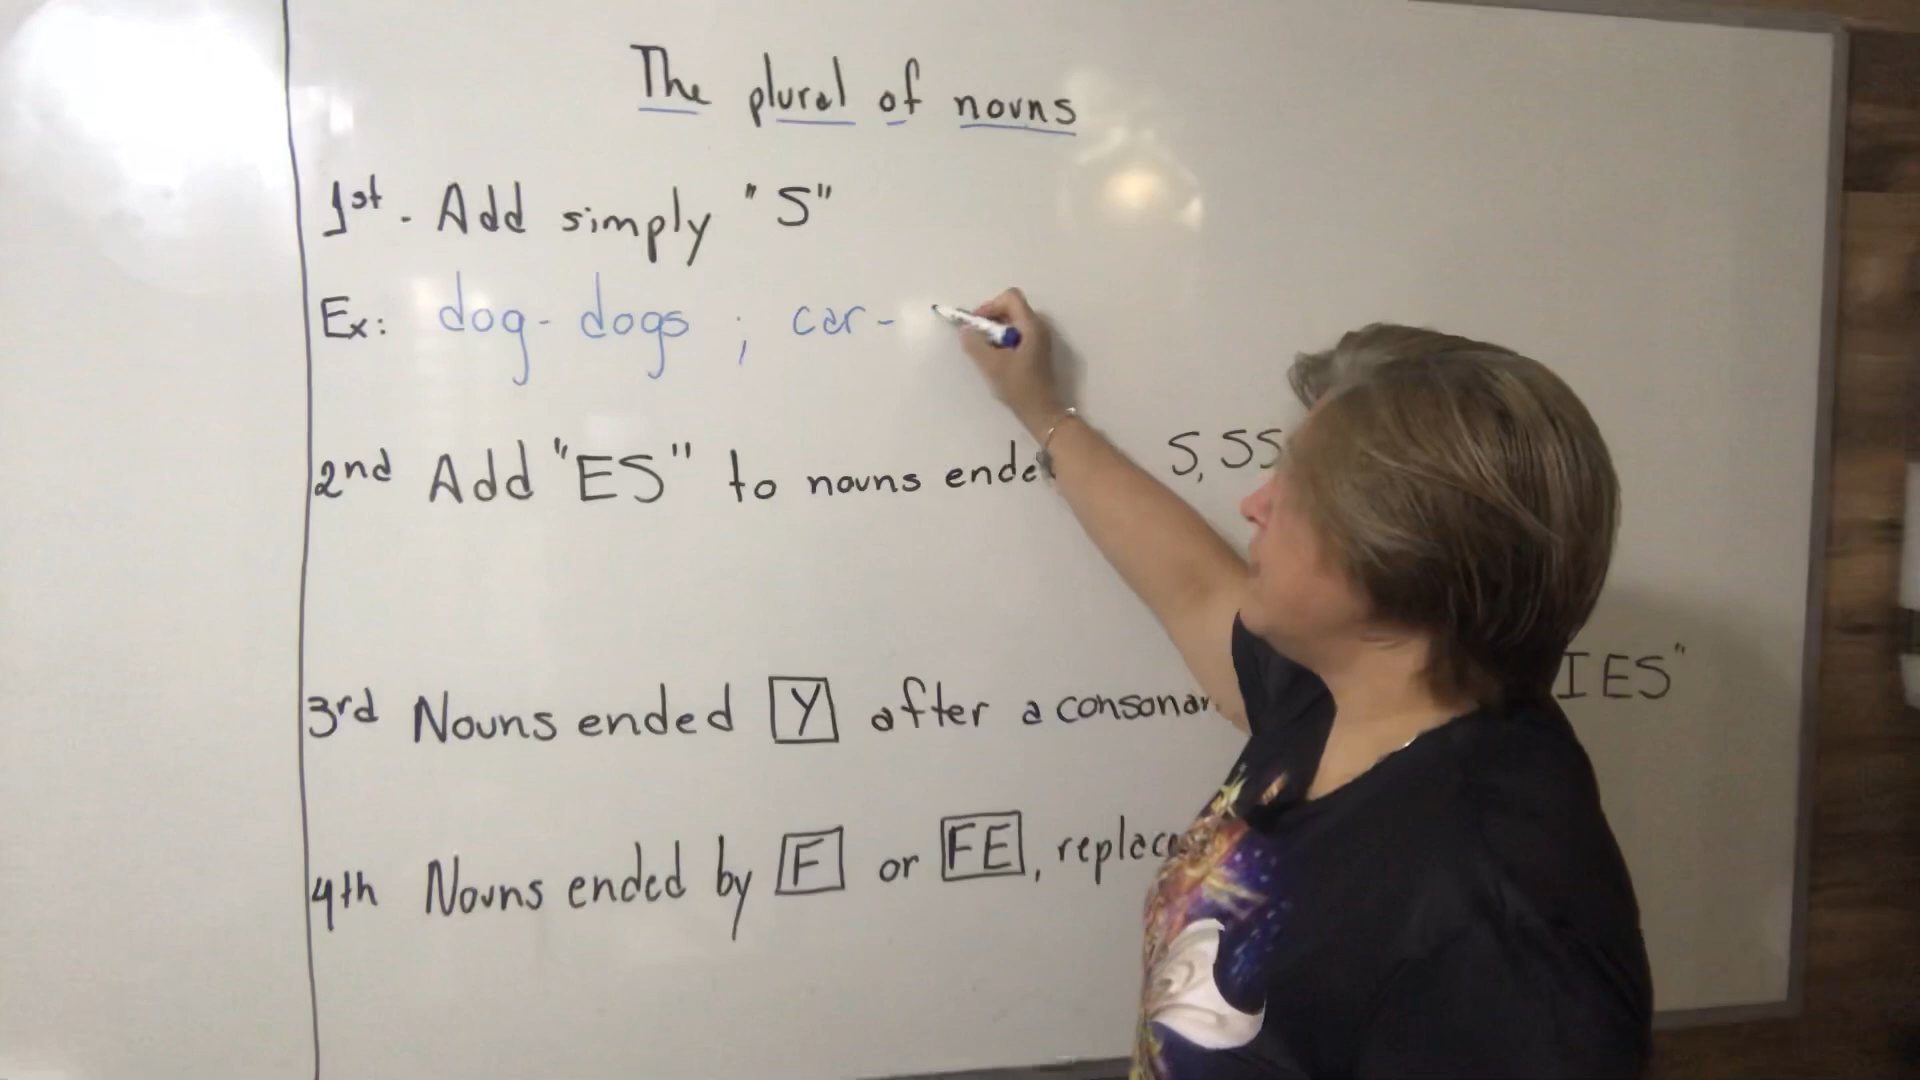 The plural of nouns
1st. Add simply "S"
Ex: dog - dogs ; car -
2nd Add "ES" to nouns ende S, SS
3rd Nouns ended Y after a consonan IES"
4th Nouns ended by F or FE, replace